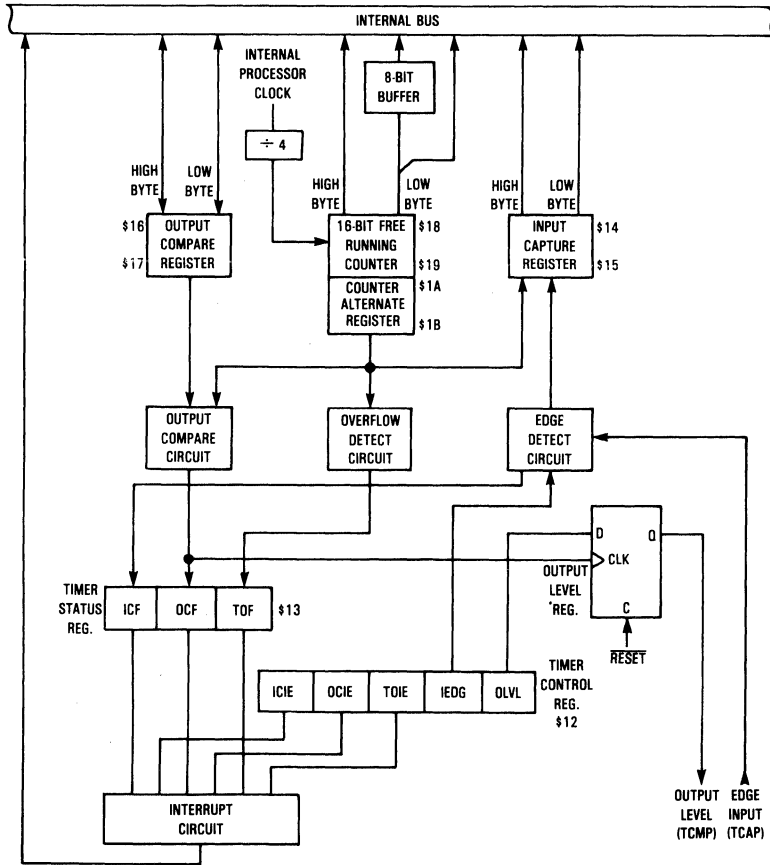 INTERNAL BUS
INTERNAL
PROCESSOR
CLOCK
8-BIT
BUFFER
÷ 4
HIGH
BYTE
LOW
BYTE
HIGH
BYTE
LOW
BYTE
HIGH
BYTE
LOW
BYTE
$16
$17
OUTPUT
COMPARE
REGISTER
16-BIT FREE
RUNNING
COUNTER
$18
$19
COUNTER
ALTERNATE
REGISTER
$1A
$1B
INPUT
CAPTURE
REGISTER
$14
$15
OUTPUT
COMPARE
CIRCUIT
OVERFLOW
DETECT
CIRCUIT
EDGE
DETECT
CIRCUIT
D
Q
CLK
C
OUTPUT
LEVEL
REG.
RESET
TIMER
STATUS
REG.
ICF
OCF
TOF
$13
ICIE
OCIE
TOIE
IEDG
OLVL
TIMER
CONTROL
REG.
$12
INTERRUPT
CIRCUIT
OUTPUT
LEVEL
(TCMP)
EDGE
INPUT
(TCAP)